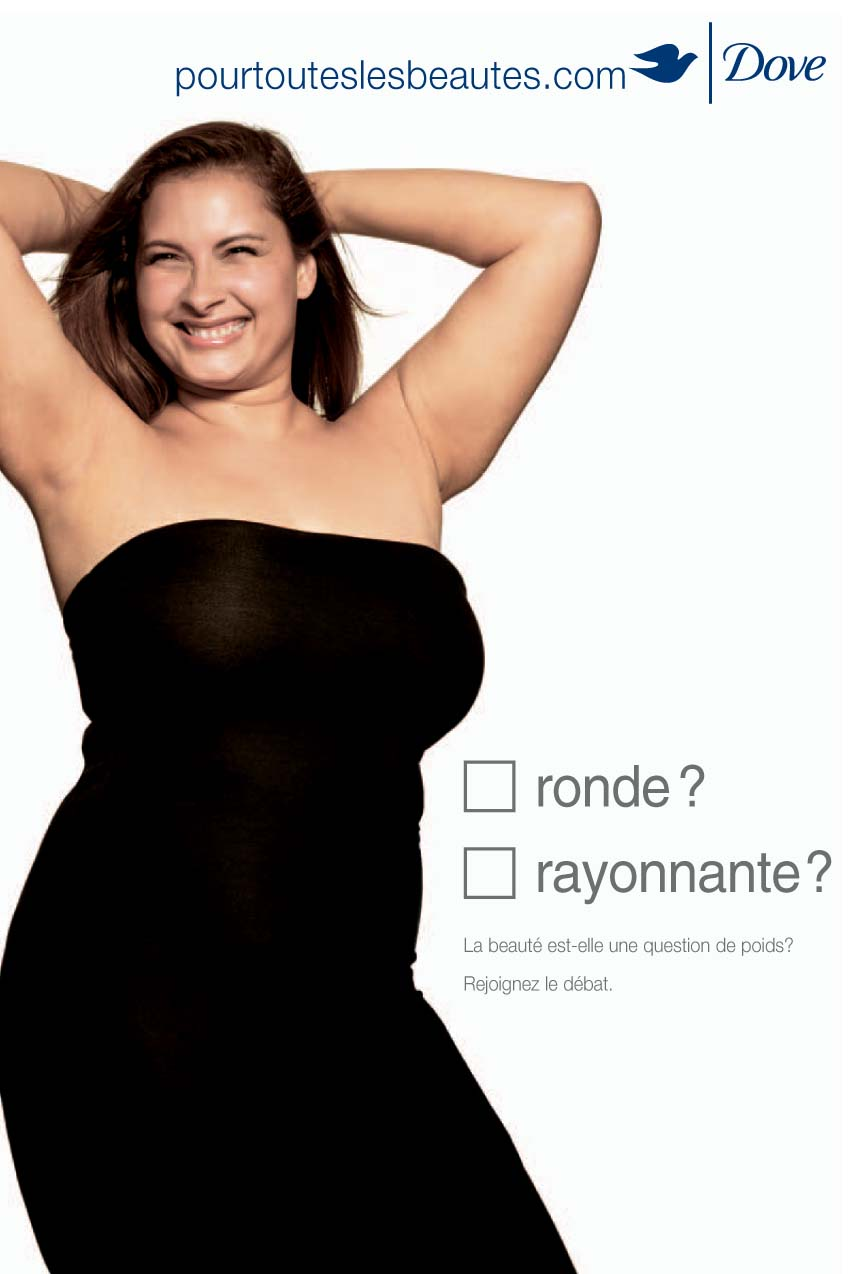 pourtouteslesbeautes.com Dove
ronde ?
rayonnante ?
La beauté est-elle une question de poids?
Rejoignez le débat.